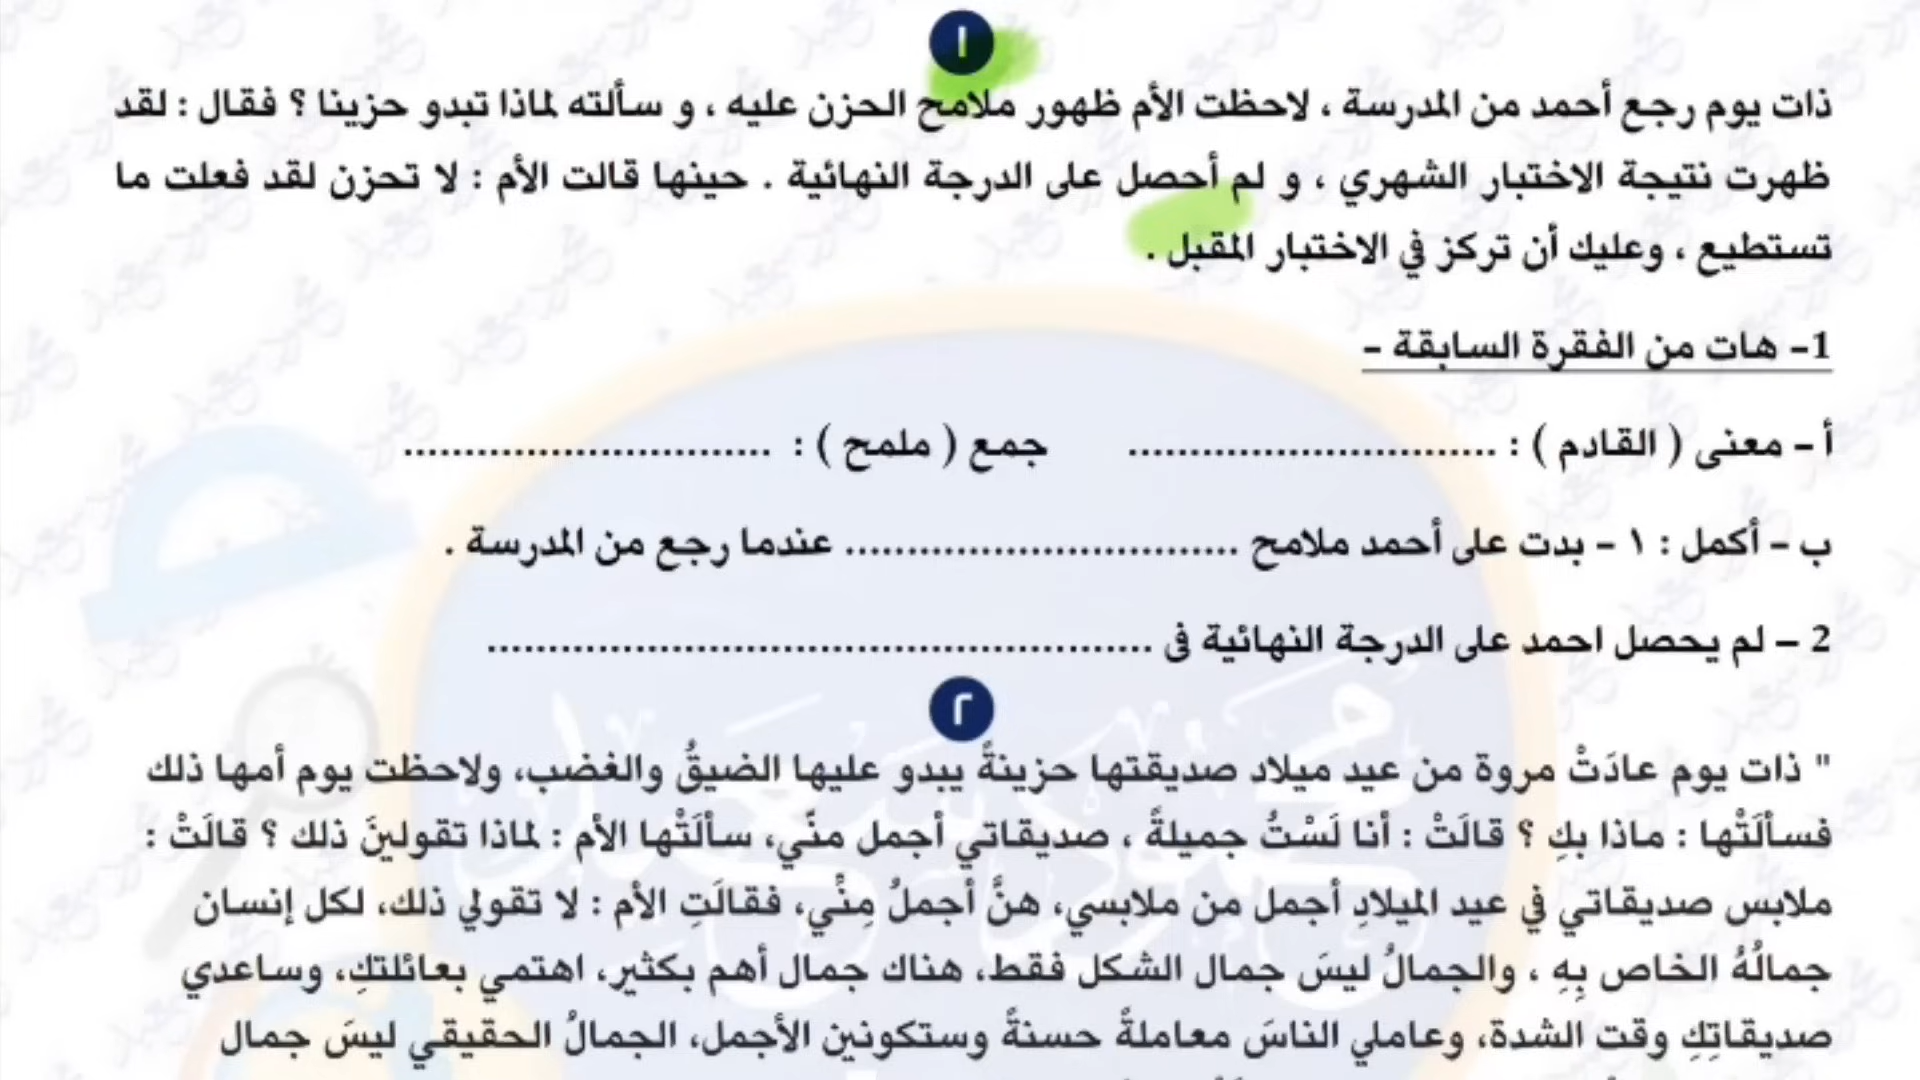 ١
ذات يوم رجع أحمد من المدرسة ، لاحظت الأم ظهور ملامح الحزن عليه ، و سألته لماذا تبدو حزينا ؟ فقال : لقد
ظهرت نتيجة الاختبار الشهري ، و لم أحصل على الدرجة النهائية . حينها قالت الأم : لا تحزن لقد فعلت ما
تستطيع ، وعليك أن تركز في الاختبار المقبل .
1- هات من الفقرة السابقة -
أ - معنى ( القادم ) : .............................. جمع ( ملمح ) : ..............................
ب - أكمل : ١ - بدت على أحمد ملامح ................................ عندما رجع من المدرسة .
2 - لم يحصل احمد على الدرجة النهائية فى ......................................................
٢
" ذات يوم عادَتْ مروة من عيد ميلاد صديقتها حزينةً يبدو عليها الضيقُ والغضب، ولاحظت يوم أمها ذلك
فسألَتْها : ماذا بكِ ؟ قالَتْ : أنا لَسْتُ جميلةً ، صديقاتي أجمل منّي، سألَتْها الأم : لماذا تقولينَ ذلك ؟ قالَتْ :
ملابس صديقاتي في عيد الميلادِ أجمل من ملابسي، هنَّ أجملُ مِنِّي، فقالَتِ الأم : لا تقولي ذلك، لكل إنسان
جمالُهُ الخاص بِهِ ، والجمالُ ليسَ جمال الشكل فقط، هناك جمال أهم بكثير، اهتمي بعائلتكِ، وساعدي
صديقاتِكِ وقت الشدة، وعاملي الناسَ معاملةً حسنةً وستكونين الأجمل، الجمالُ الحقيقي ليسَ جمال
محمود سعيد